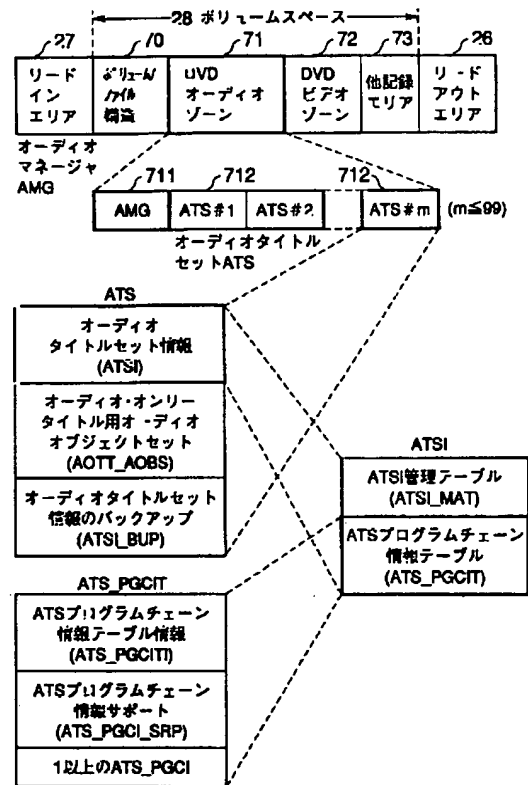 28 ボリュームスペース
27 70 71 72 73 26
リード
イン
エリア
ボリューム/
ファイル
構造
DVD
オーディオ
ゾーン
DVD
ビデオ
ゾーン
他記録
エリア
リード
アウト
エリア
オーディオ
マネージャ
AMG
711 712 712
AMG ATS#1 ATS#2 ATS#m (m≦99)
オーディオタイトル
セットATS
ATS
オーディオ
タイトルセット情報
(ATSI)
オーディオ・オンリー
タイトル用オーディオ
オブジェクトセット
(AOTT_AOBS)
オーディオタイトルセット
情報のバックアップ
(ATSI_BUP)
ATSI
ATSI管理テーブル
(ATSI_MAT)
ATSプログラムチェーン
情報テーブル
(ATS_PGCIT)
ATS_PGCIT
ATSプログラムチェーン
情報テーブル情報
(ATS_PGCITI)
ATSプログラムチェーン
情報サポート
(ATS_PGCI_SRP)
1以上のATS_PGCI